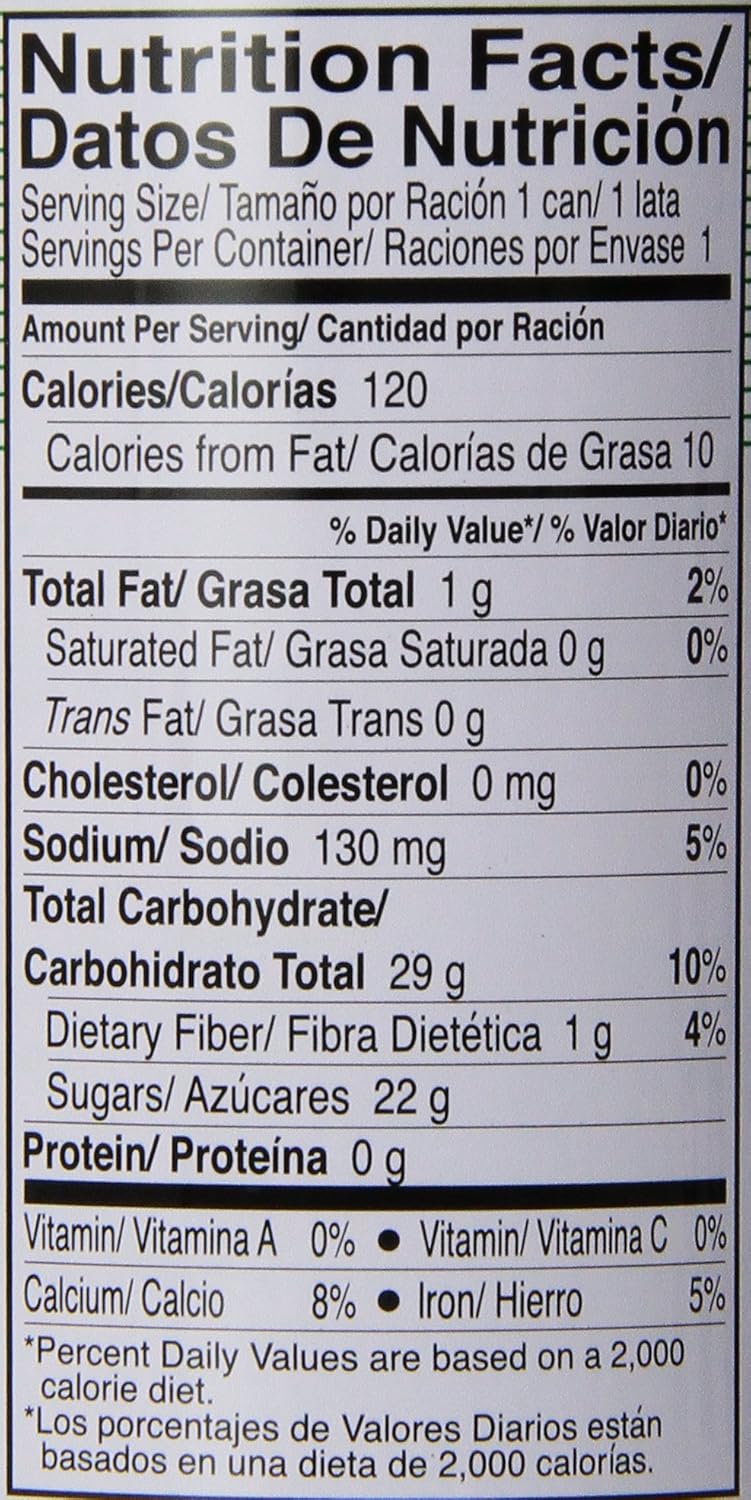 Nutrition Facts/
Datos De Nutrición
Serving Size/ Tamaño por Ración 1 can/ 1 lata
Servings Per Container/ Raciones por Envase 1
Amount Per Serving/ Cantidad por Ración
Calories/Calorías 120
Calories from Fat/ Calorías de Grasa 10
% Daily Value*/ % Valor Diario*
Total Fat/ Grasa Total 1 g 2%
Saturated Fat/ Grasa Saturada 0 g 0%
Trans Fat/ Grasa Trans 0 g
Cholesterol/ Colesterol 0 mg 0%
Sodium/ Sodio 130 mg 5%
Total Carbohydrate/
Carbohidrato Total 29 g 10%
Dietary Fiber/ Fibra Dietética 1 g 4%
Sugars/ Azúcares 22 g
Protein/ Proteína 0 g
Vitamin/ Vitamina A 0% ● Vitamin/ Vitamina C 0%
Calcium/ Calcio 8% ● Iron/ Hierro 5%
*Percent Daily Values are based on a 2,000
calorie diet.
*Los porcentajes de Valores Diarios están
basados en una dieta de 2,000 calorías.